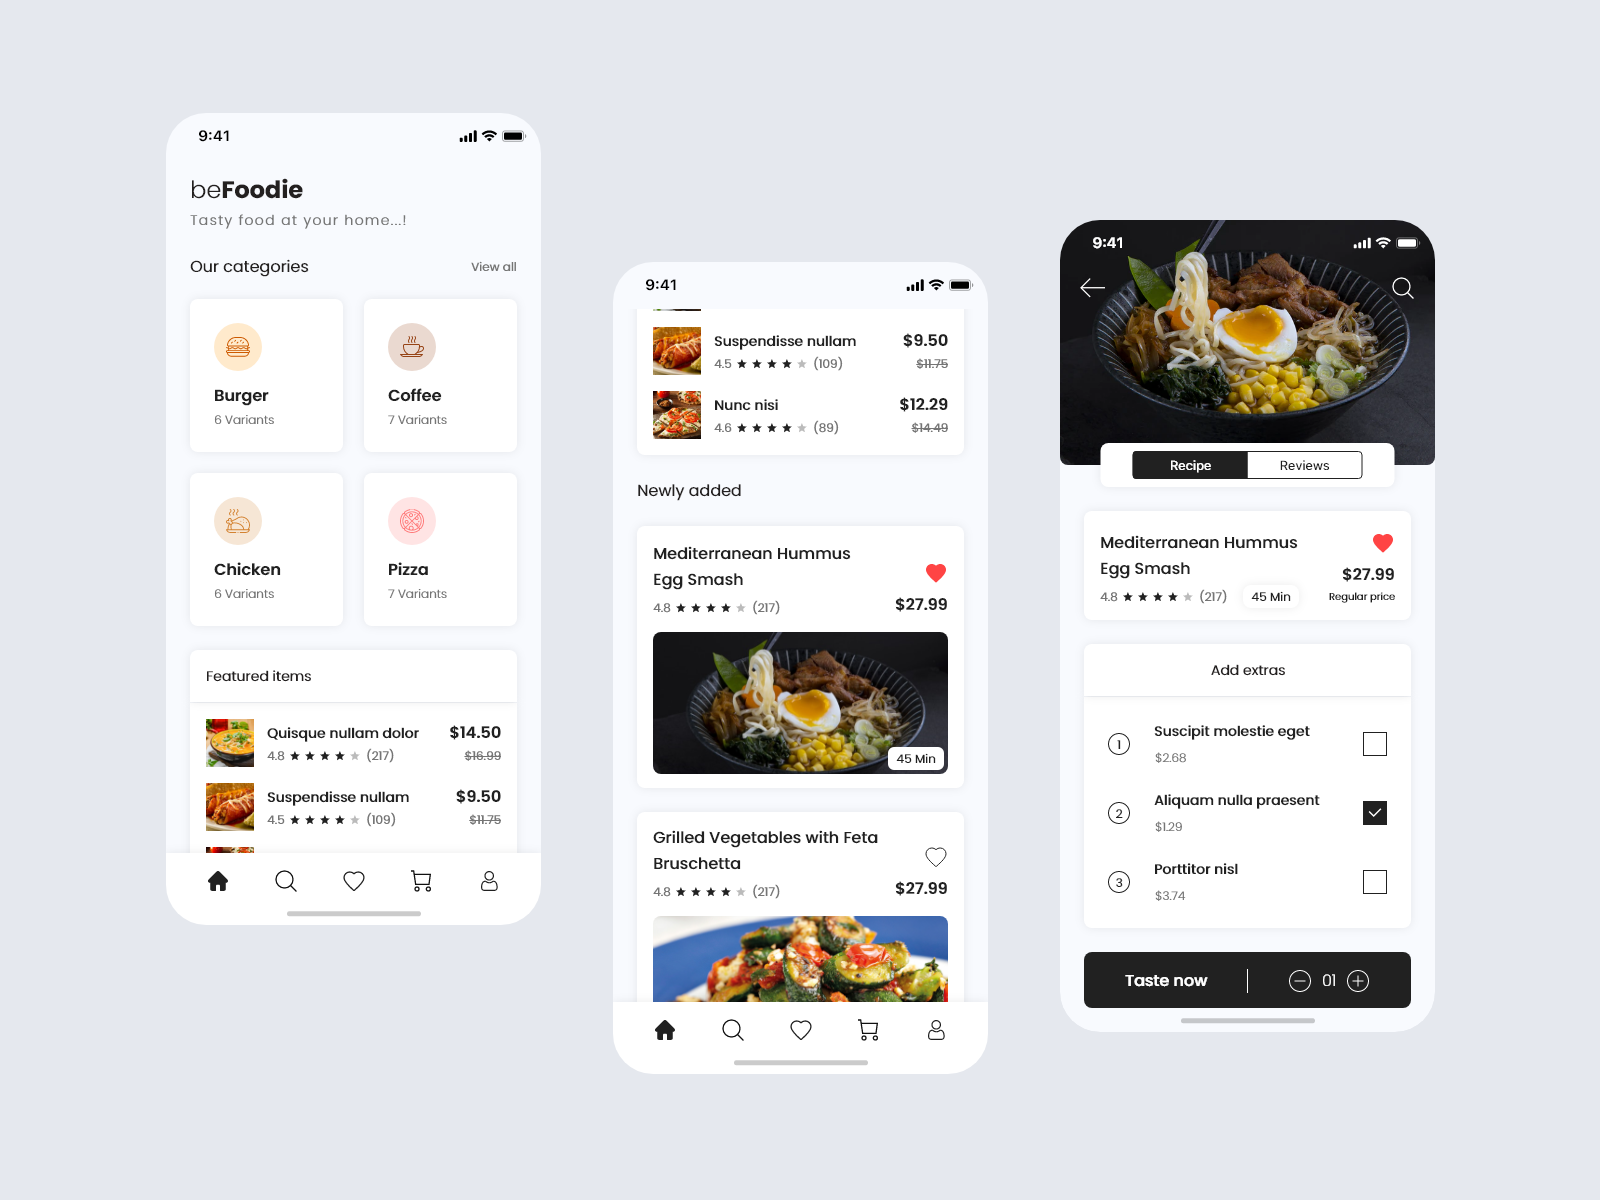 9:41
beFoodie
Tasty food at your home...!
Our categories
View all
Burger
6 Variants
Coffee
7 Variants
Chicken
6 Variants
Pizza
7 Variants
Featured items
Quisque nullam dolor
$14.50
4.8
(217)
$16.99
Suspendisse nullam
$9.50
4.5
(109)
$11.75
9:41
Suspendisse nullam
$9.50
4.5
(109)
$11.75
Nunc nisi
$12.29
4.6
(89)
$14.49
Newly added
Mediterranean Hummus
Egg Smash
4.8
(217)
$27.99
45 Min
Grilled Vegetables with Feta
Bruschetta
4.8
(217)
$27.99
9:41
Recipe
Reviews
Mediterranean Hummus
Egg Smash
$27.99
4.8
(217)
45 Min
Regular price
Add extras
1
Suscipit molestie eget
$2.68
2
Aliquam nulla praesent
$1.29
3
Porttitor nisl
$3.74
Taste now
01